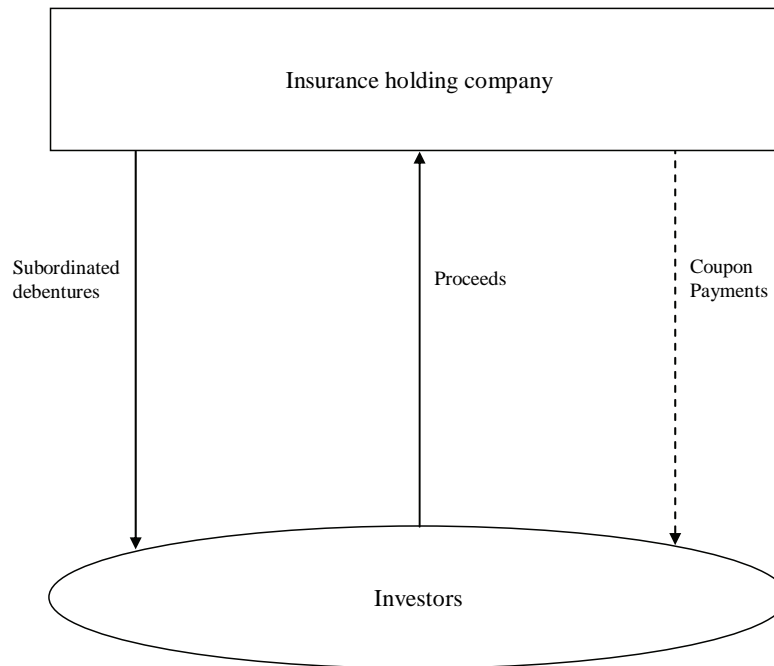 Insurance holding company
Subordinated
debentures
Proceeds
Coupon
Payments
Investors